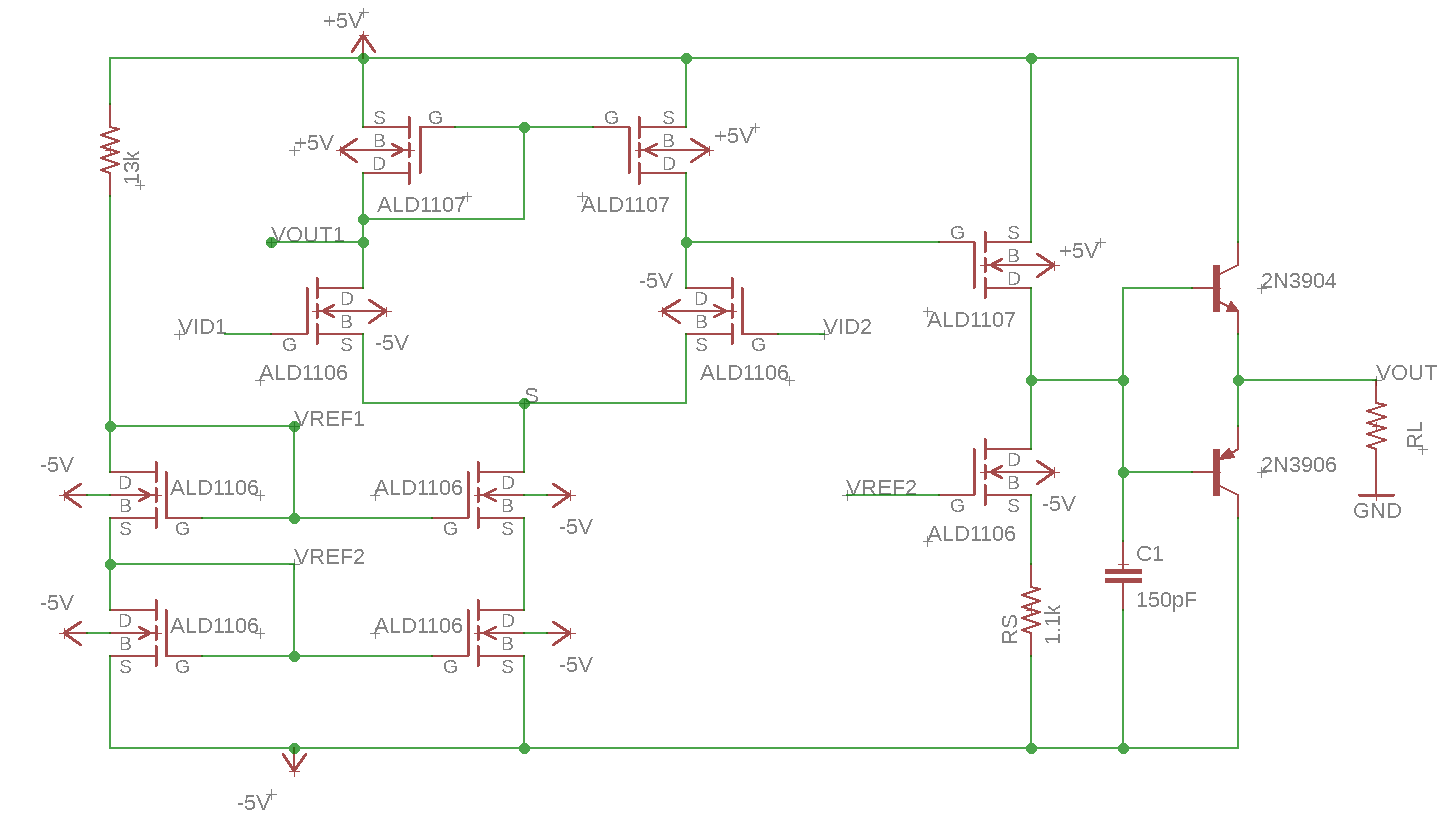 +5V
S G G S
+5V B B +5V
D D
13k
ALD1107 ALD1107
VOUT1 G S
B +5V
D
-5V
D D
VID1 B B VID2
G S -5V S G
ALD1107
ALD1106 ALD1106
2N3904
S
VOUT
VREF1
RL
-5V
D ALD1106 ALD1106 D
B B
S G G S -5V
D
VREF2 B
G S -5V
ALD1106
2N3906
GND
VREF2
C1
150pF
-5V
D ALD1106 ALD1106 D
B B
S G G S -5V
RS 1.1k
-5V